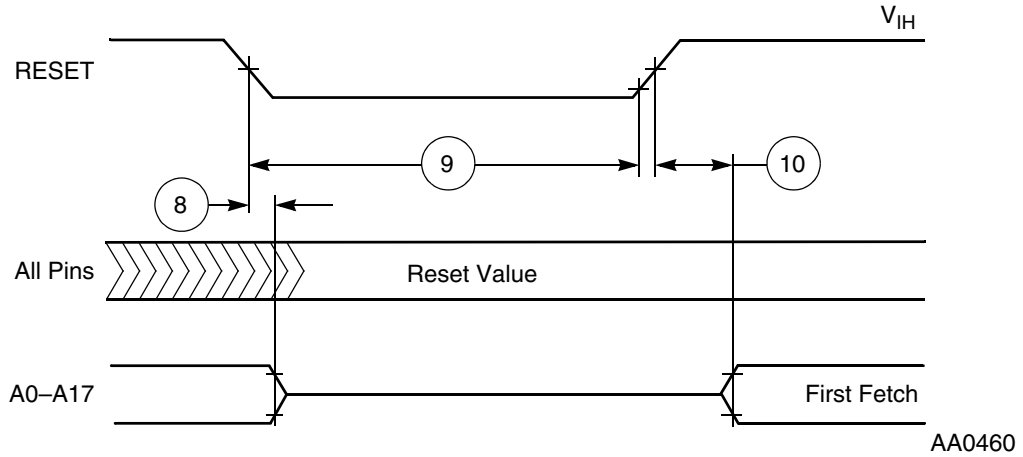 V_IH
RESET
9
10
8
All Pins
Reset Value
A0–A17
First Fetch
AA0460